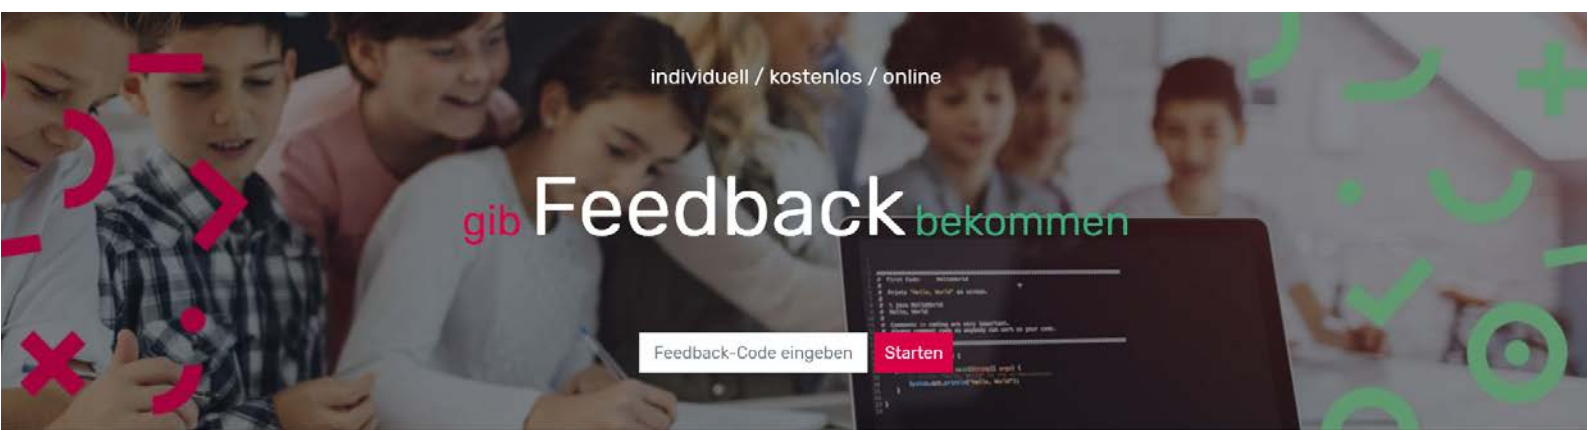 individuell / kostenlos / online
gib Feedback bekommen
Feedback-Code eingeben
Starten